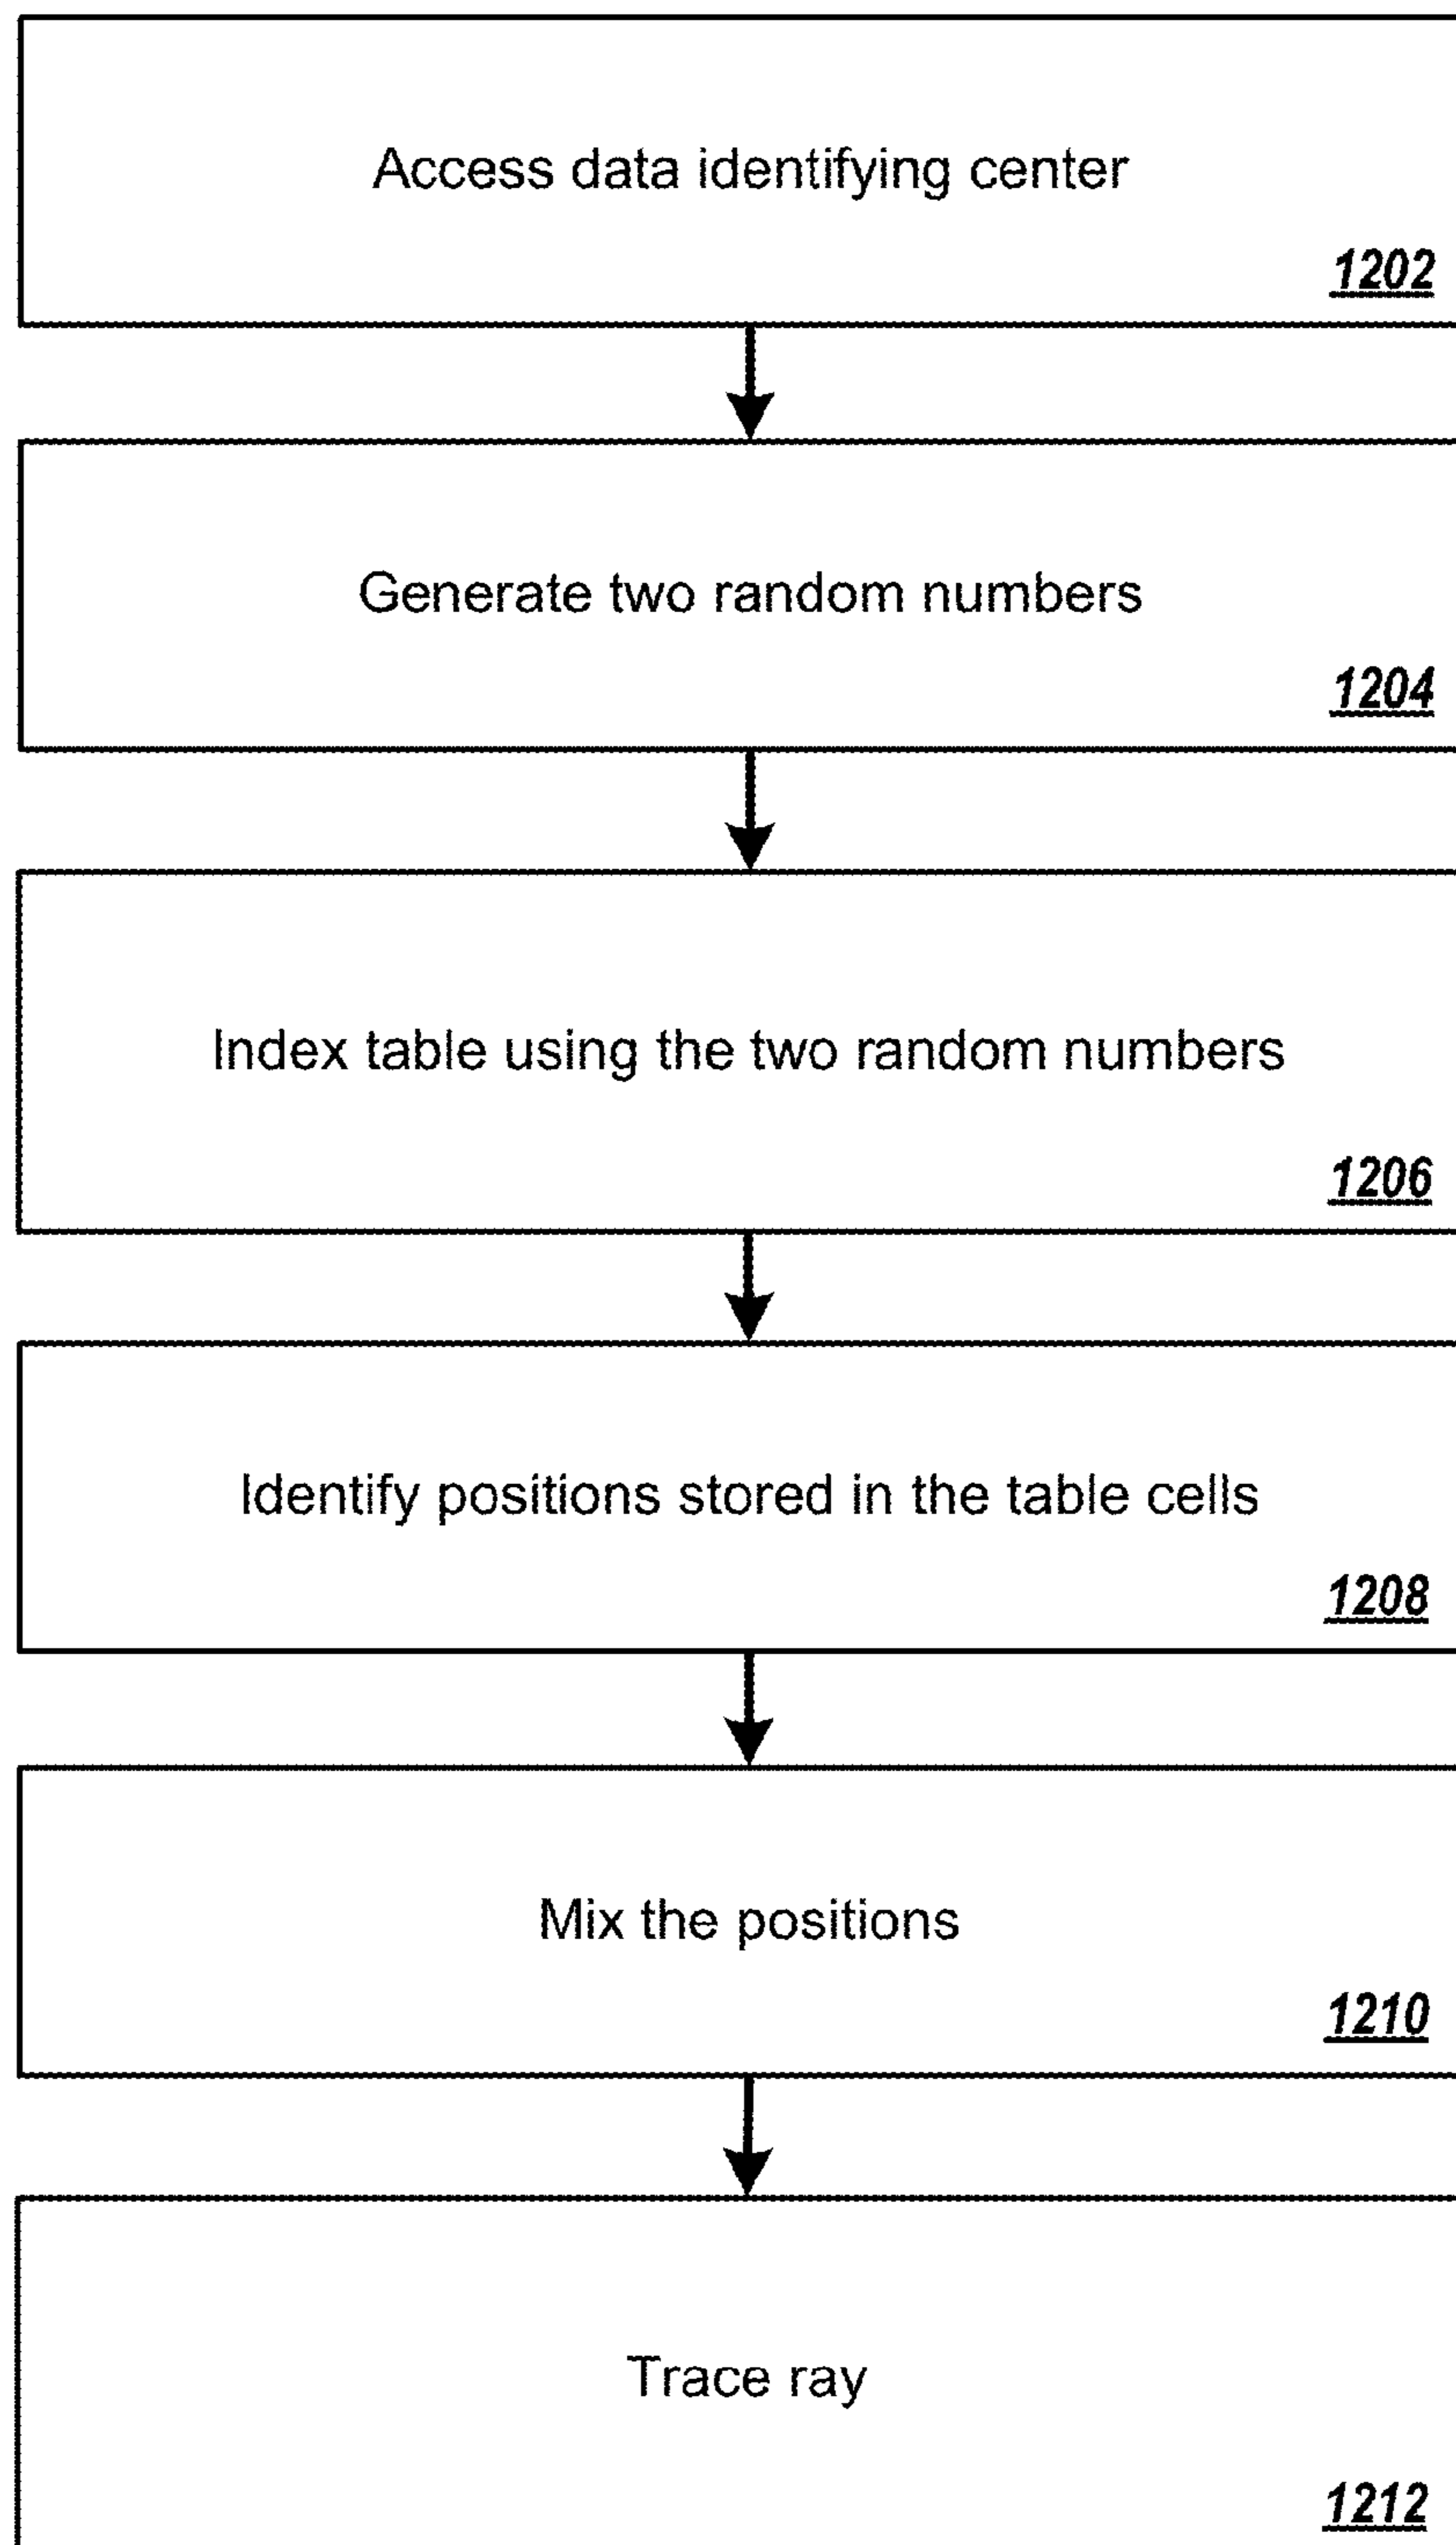 Access data identifying center
1202
Generate two random numbers
1204
Index table using the two random numbers
1206
Identify positions stored in the table cells
1208
Mix the positions
1210
Trace ray
1212